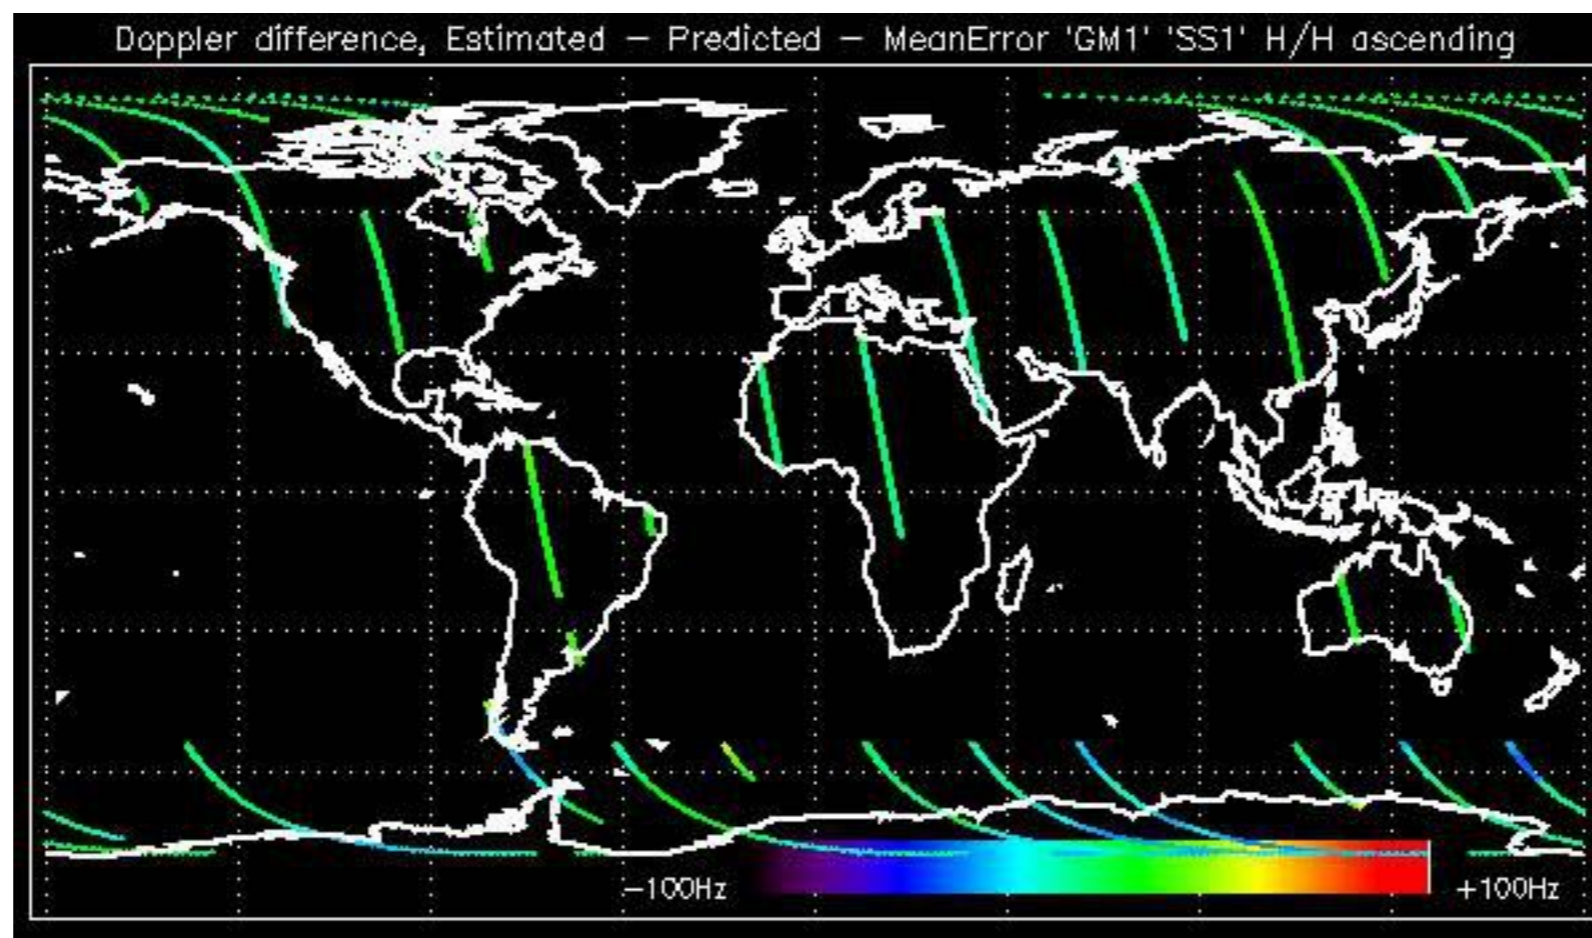 Doppler difference, Estimated – Predicted – MeanError 'GM1' 'SS1' H/H ascending
–100Hz
+100Hz